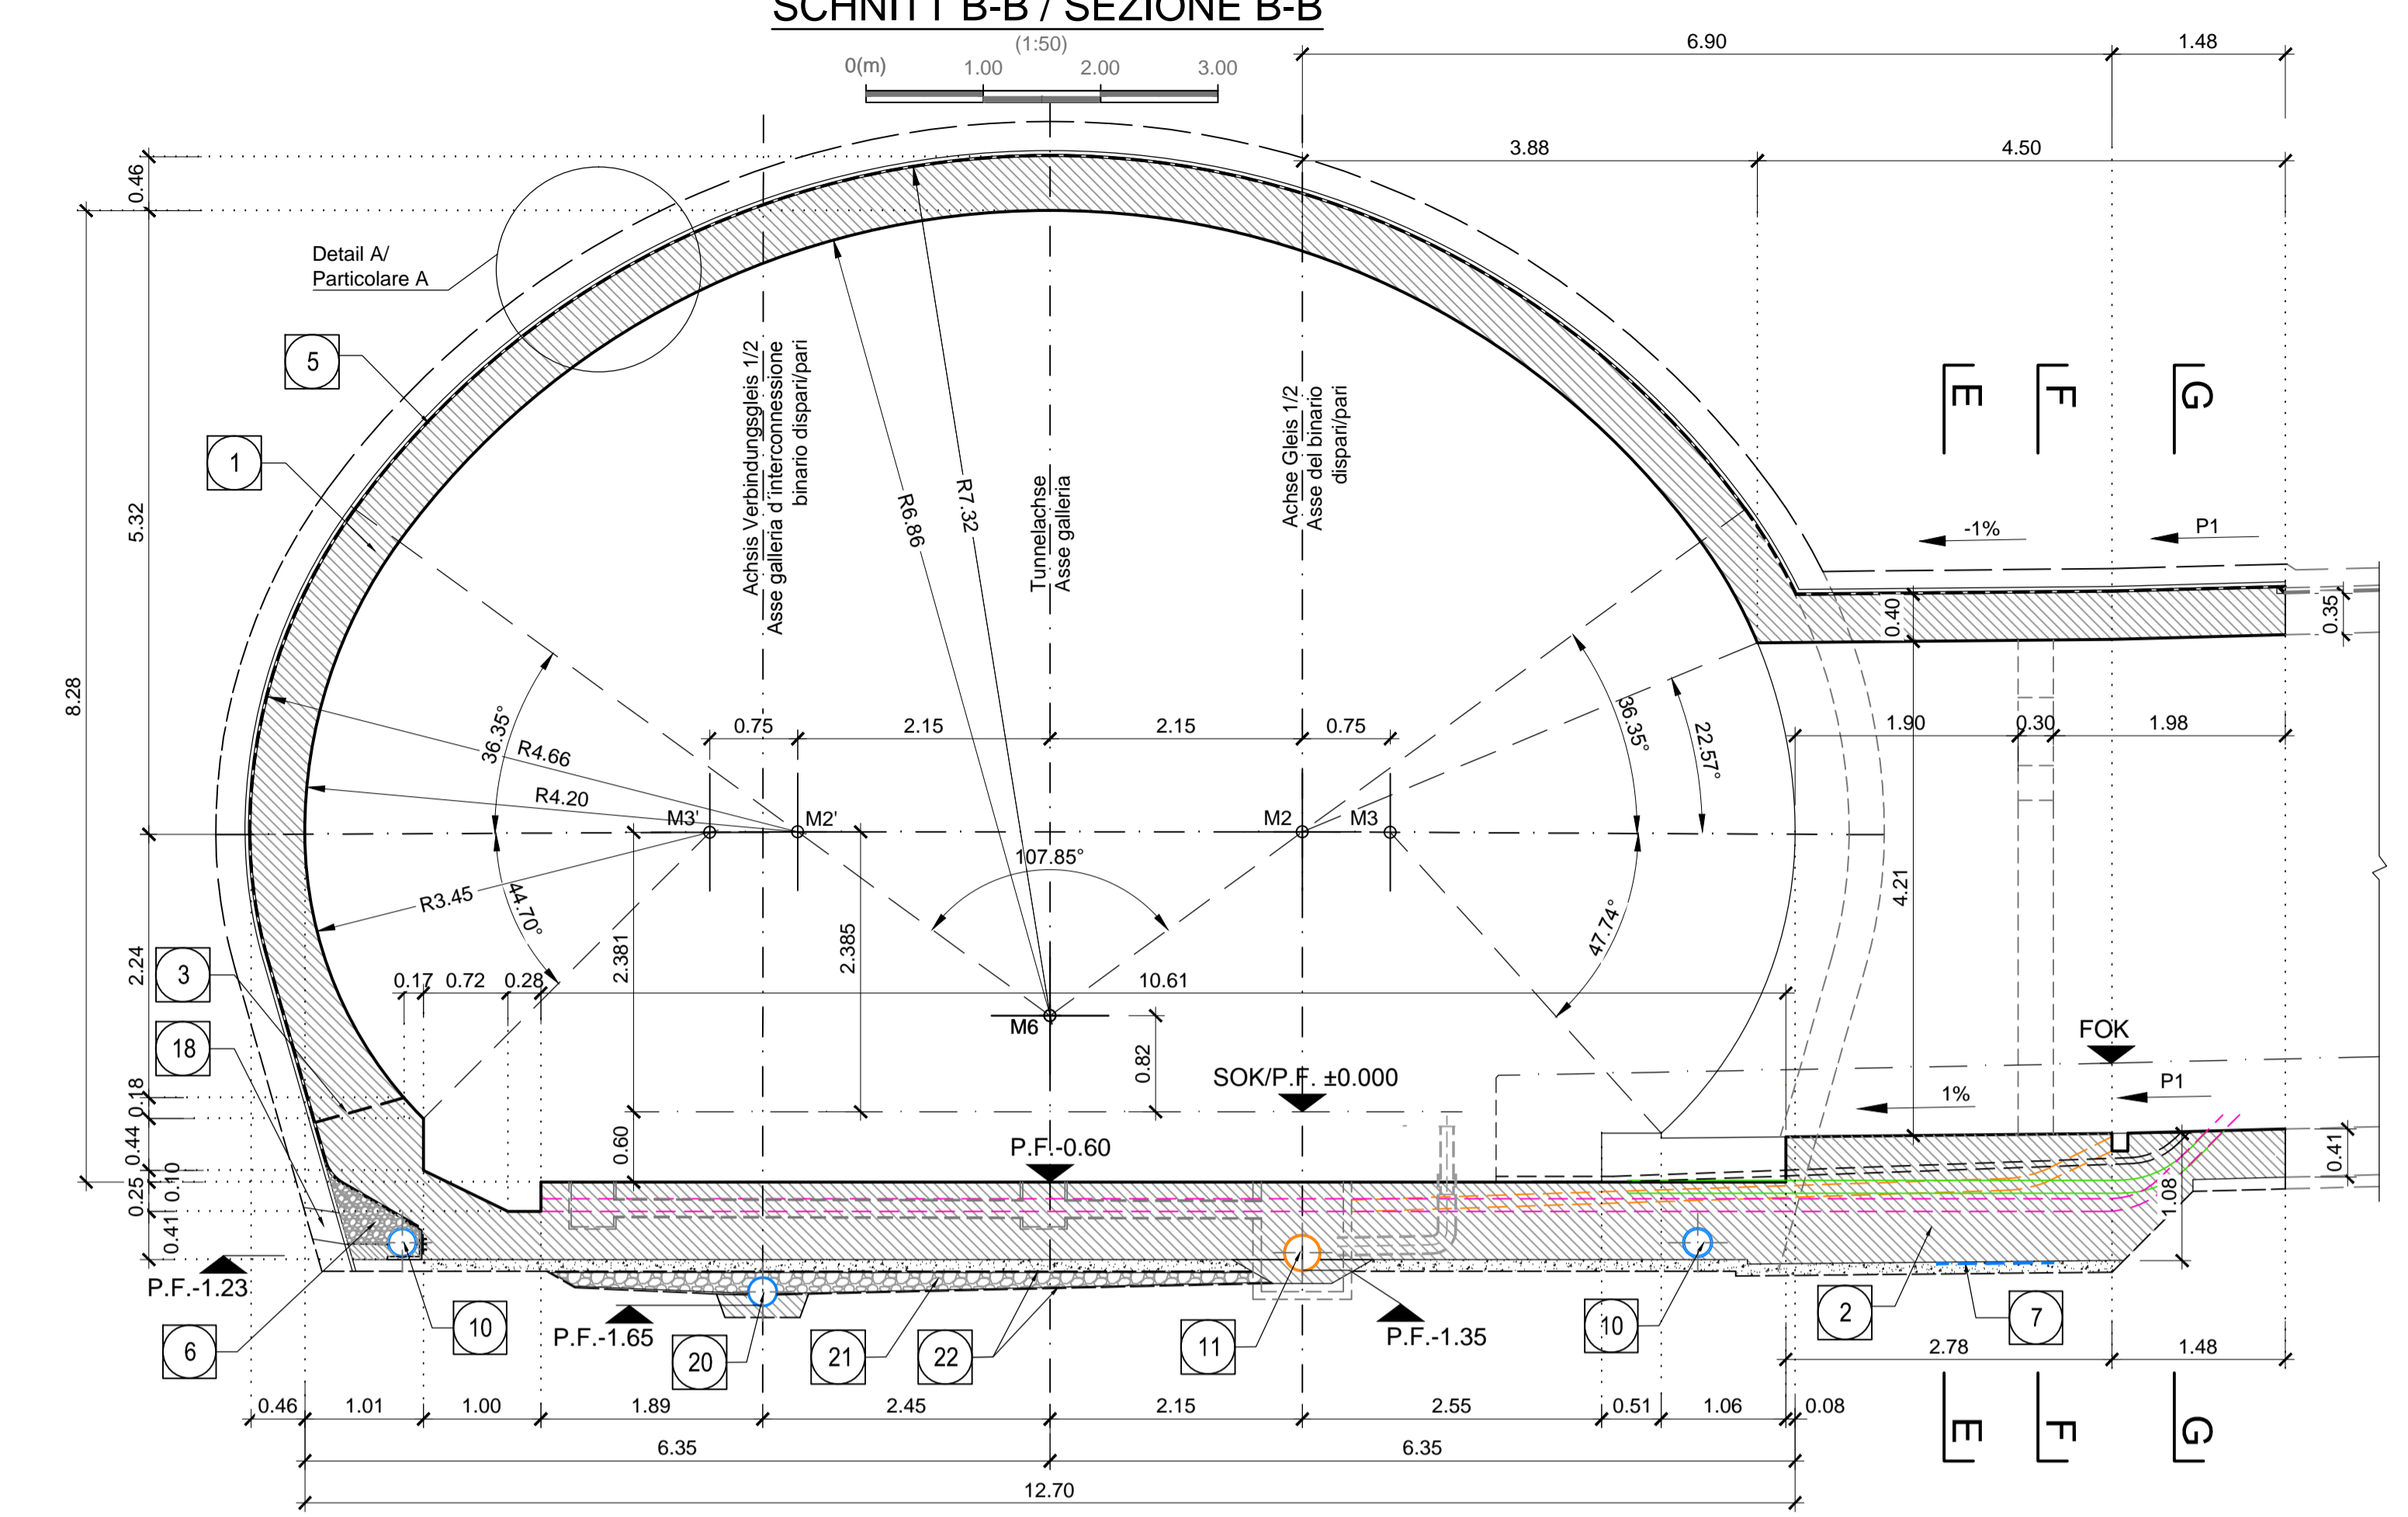 SCHNITT B-B / SEZIONE B-B
(1:50)
0(m) 1.00 2.00 3.00
6.90 1.48
3.88 4.50
0.46
5.32
8.28
2.24
0.18
0.44
0.10
0.25
0.41
Detail A/
Particolare A
5
1
3
18
6
10
20
21
22
11
10
2
7
Achsis Verbindungsgleis 1/2
Asse galleria d´interconnessione
binario dispari/pari
R6.86
R7.32
Tunnelachse
Asse galleria
Achse Gleis 1/2
Asse del binario
dispari/pari
E F G
-1% P1
0.40
0.35
36.35°
R4.66
R4.20
R3.45
44.70°
0.75 2.15 2.15 0.75
M3' M2' M2 M3
107.85°
36.35°
22.57°
47.74°
1.90 0.30 1.98
4.21
0.17 0.72 0.28 10.61
2.381
2.385
M6
0.82
0.60
SOK/P.F. ±0.000
P.F.-0.60
FOK
1% P1
0.41
1.08
P.F.-1.23
P.F.-1.65
P.F.-1.35
2.78 1.48
0.46 1.01 1.00 1.89 2.45 2.15 2.55 0.51 1.06 0.08
E F G
6.35 6.35
12.70